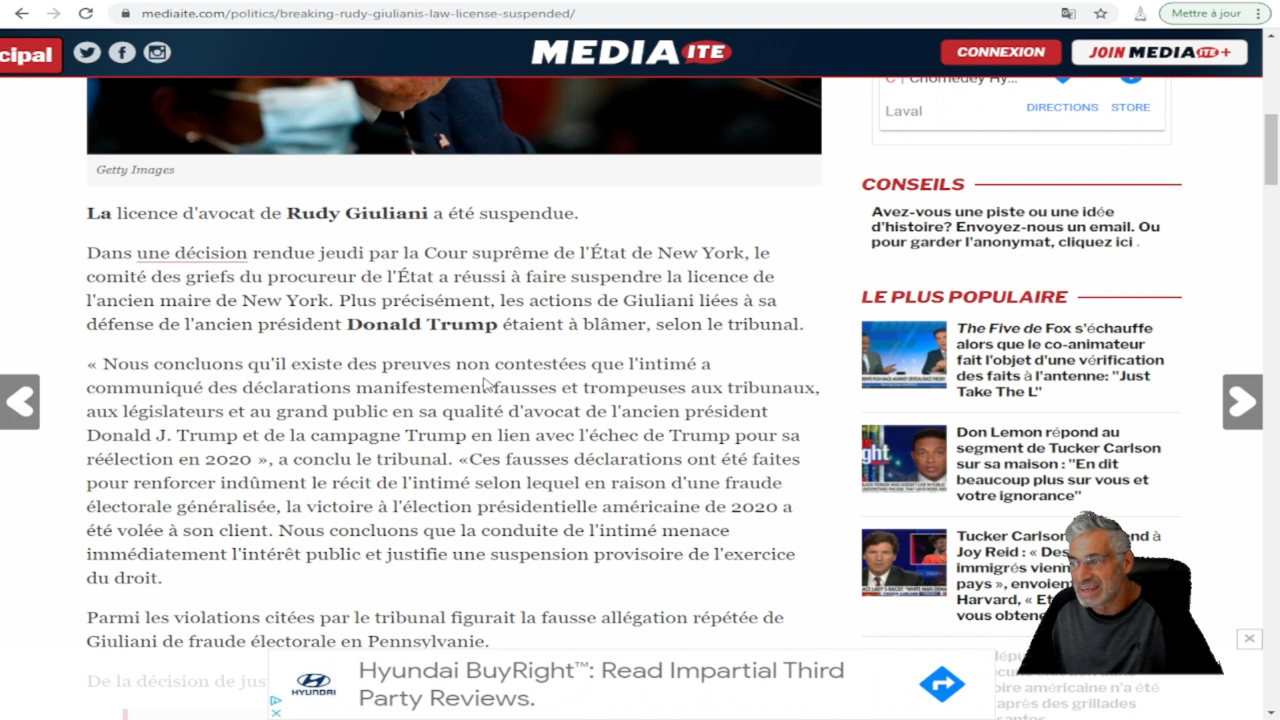 mediaite.com/politics/breaking-rudy-giulianis-law-license-suspended/
Mettre à jour
cipal
MEDIAITE
CONNEXION
JOIN MEDIAITE+
Laval
DIRECTIONS
STORE
Getty Images
La licence d'avocat de Rudy Giuliani a été suspendue.
Dans une décision rendue jeudi par la Cour suprême de l'État de New York, le
comité des griefs du procureur de l'État a réussi à faire suspendre la licence de
l'ancien maire de New York. Plus précisément, les actions de Giuliani liées à sa
défense de l'ancien président Donald Trump étaient à blâmer, selon le tribunal.
« Nous concluons qu'il existe des preuves non contestées que l'intimé a
communiqué des déclarations manifestement fausses et trompeuses aux tribunaux,
aux législateurs et au grand public en sa qualité d'avocat de l'ancien président
Donald J. Trump et de la campagne Trump en lien avec l'échec de Trump pour sa
réélection en 2020 », a conclu le tribunal. «Ces fausses déclarations ont été faites
pour renforcer indûment le récit de l'intimé selon lequel en raison d'une fraude
électorale généralisée, la victoire à l'élection présidentielle américaine de 2020 a
été volée à son client. Nous concluons que la conduite de l'intimé menace
immédiatement l'intérêt public et justifie une suspension provisoire de l'exercice
du droit.
Parmi les violations citées par le tribunal figurait la fausse allégation répétée de
Giuliani de fraude électorale en Pennsylvanie.
De la décision de jus
CONSEILS
Avez-vous une piste ou une idée
d'histoire? Envoyez-nous un email. Ou
pour garder l'anonymat, cliquez ici .
LE PLUS POPULAIRE
The Five de Fox s'échauffe
alors que le co-animateur
fait l'objet d'une vérification
des faits à l'antenne: "Just
Take The L"
Don Lemon répond au
segment de Tucker Carlson
sur sa maison : "En dit
beaucoup plus sur vous et
votre ignorance"
Tucker Carlson à
Joy Reid : « Des
immigrés
pays », envoie
Harvard, « Et
vous
oire américaine n'a été
après des grillades
HYUNDAI
Hyundai BuyRight™: Read Impartial Third
Party Reviews.